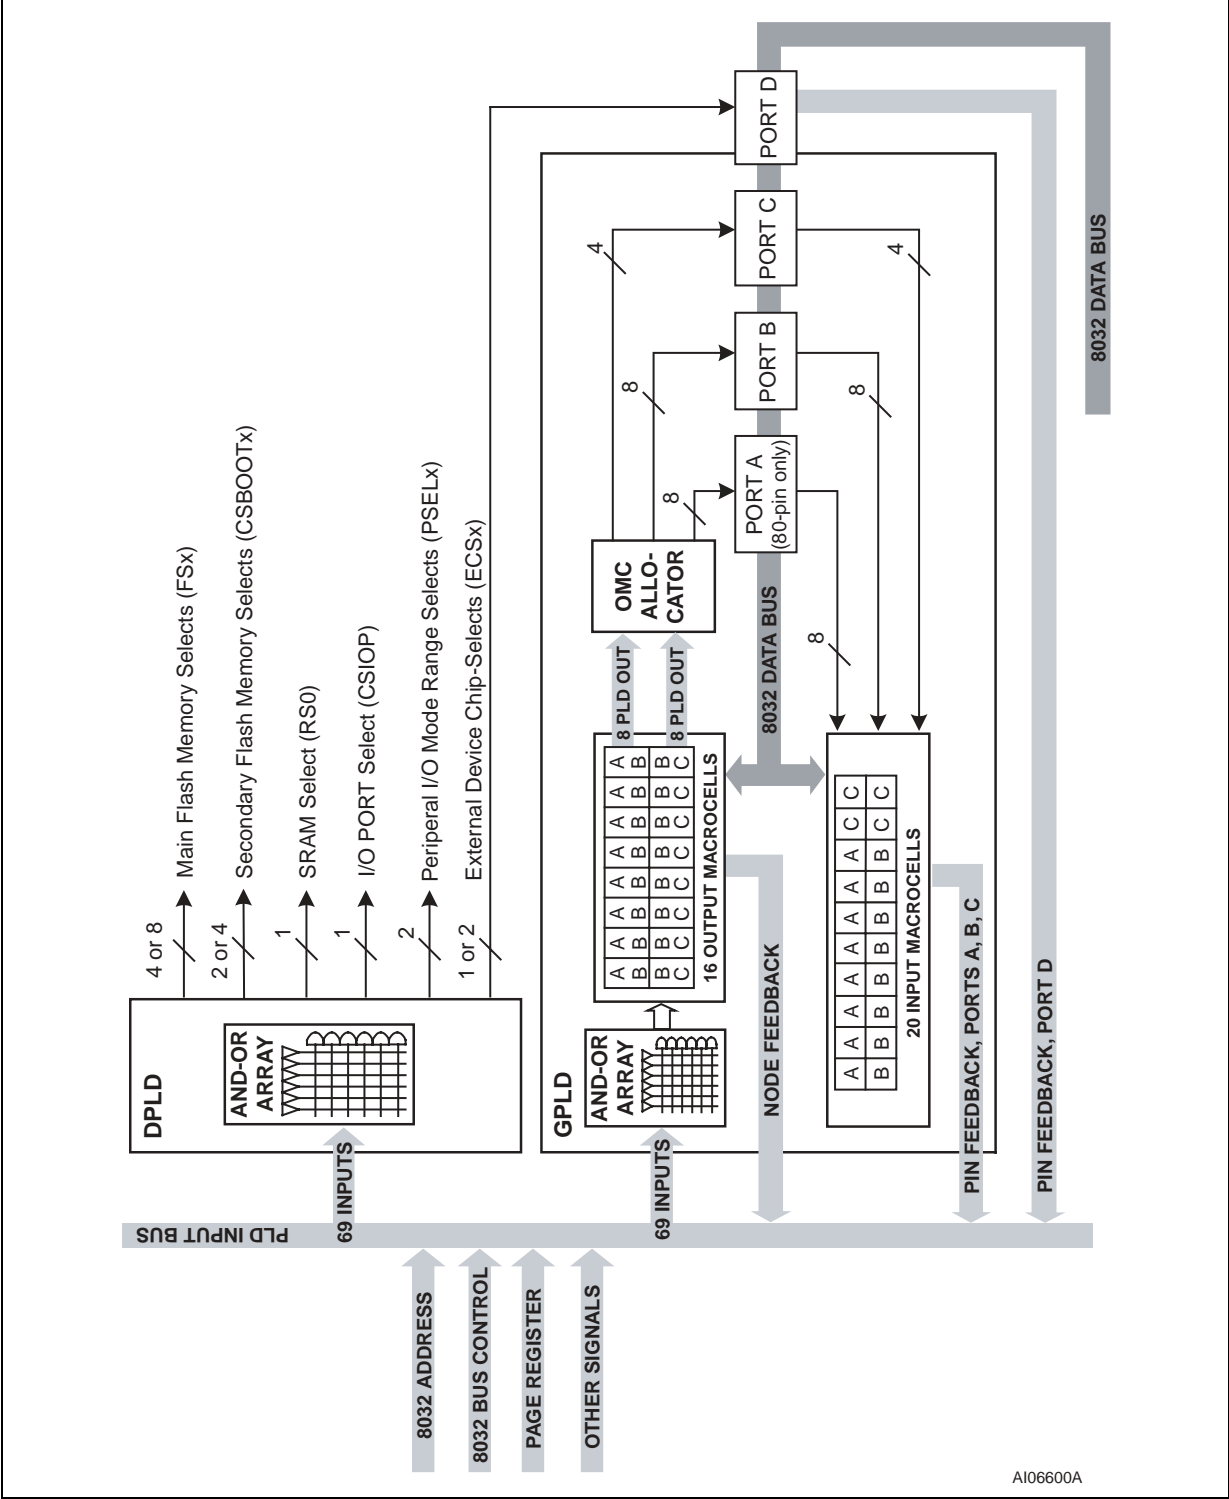 8032 ADDRESS
8032 BUS CONTROL
PAGE REGISTER
OTHER SIGNALS
PLD INPUT BUS
69 INPUTS
69 INPUTS
DPLD
AND-OR
ARRAY
4 or 8
Main Flash Memory Selects (FSx)
2 or 4
Secondary Flash Memory Selects (CSBOOTx)
1
SRAM Select (RS0)
1
I/O PORT Select (CSIOP)
2
Periperal I/O Mode Range Selects (PSELx)
1 or 2
External Device Chip-Selects (ECSx)
GPLD
AND-OR
ARRAY
A A A A A A A A
B B B B B B B B
B B B B B B B B
C C C C C C C C
16 OUTPUT MACROCELLS
8 PLD OUT
8 PLD OUT
OMC
ALLO-
CATOR
4
8
8
PORT D
PORT C
PORT B
PORT A
(80-pin only)
8032 DATA BUS
8
8
4
A A A A A A A A C C
B B B B B B B B C C
20 INPUT MACROCELLS
NODE FEEDBACK
PIN FEEDBACK, PORTS A, B, C
PIN FEEDBACK, PORT D
8032 DATA BUS
AI06600A